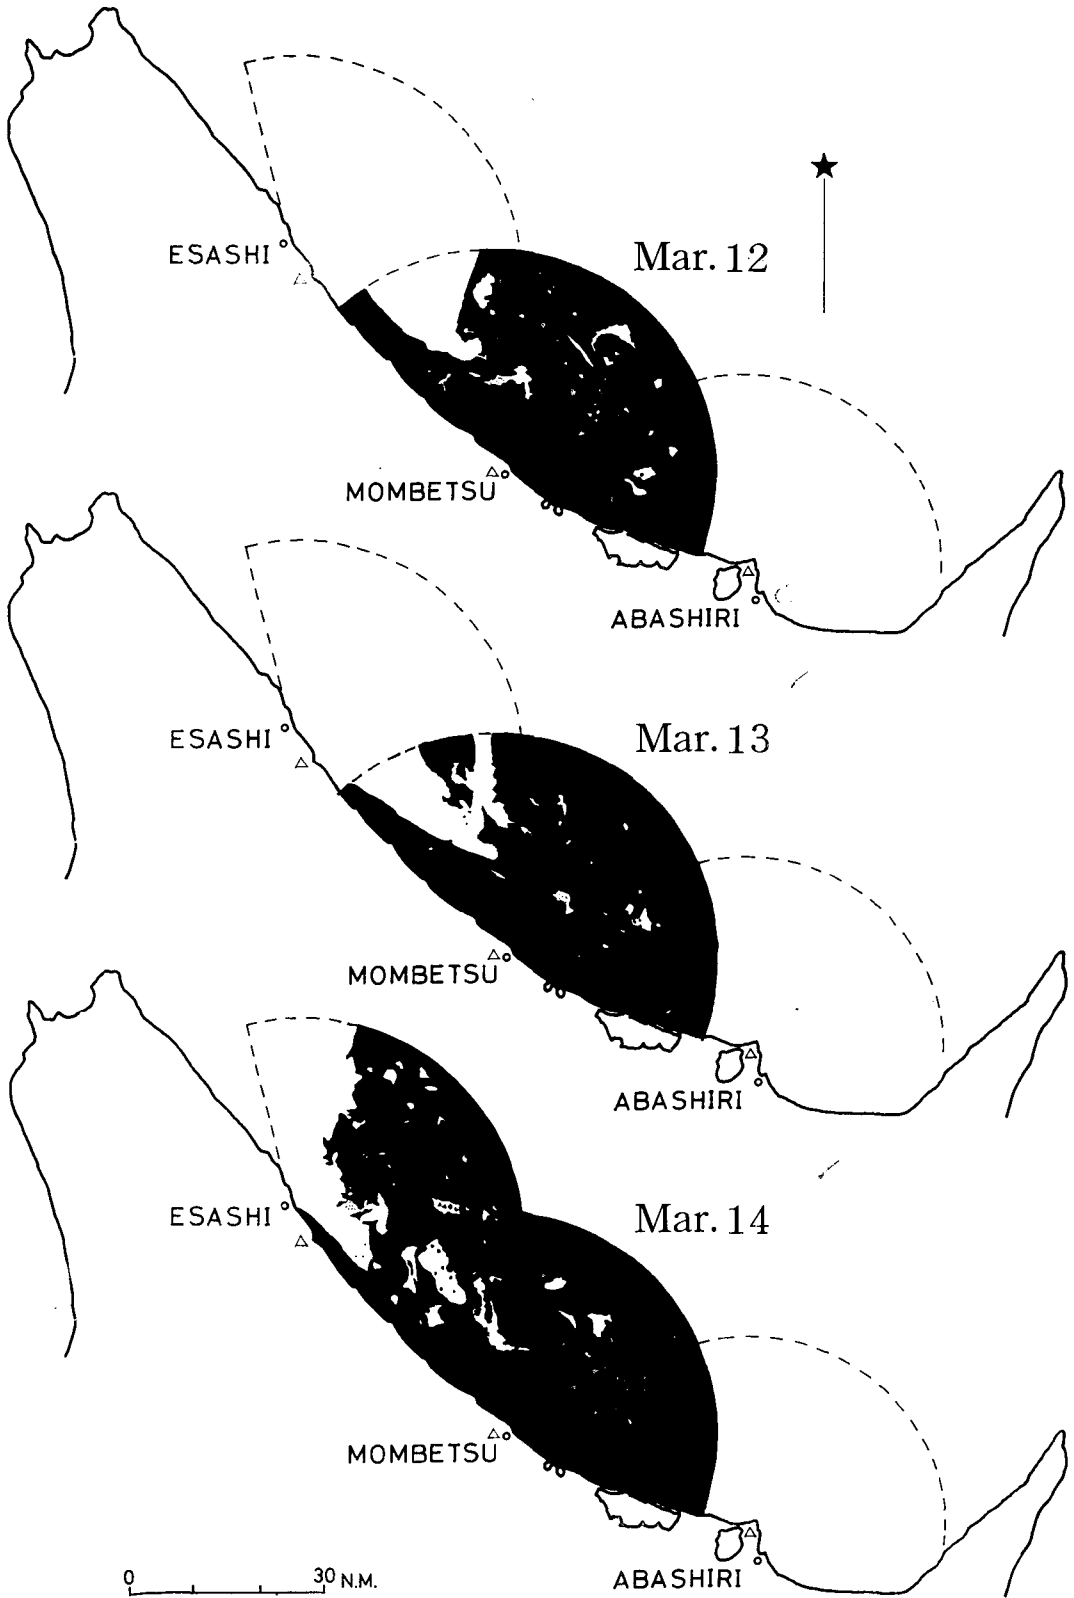 ESASHI
Mar. 12
MOMBETSU
ABASHIRI
ESASHI
Mar. 13
MOMBETSU
ABASHIRI
ESASHI
Mar. 14
MOMBETSU
ABASHIRI
0 30 N.M.